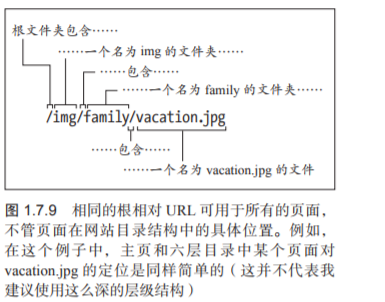 根文件夹包含……
……一个名为 img 的文件夹……
……包含……
……一个名为 family 的文件夹……
/img/family/vacation.jpg
……包含……
……一个名为 vacation.jpg 的文件
图 1.7.9 相同的根相对 URL 可用于所有的页面，
不管页面在网站目录结构中的具体位置。例如，
在这个例子中，主页和六层目录中某个页面对
vacation.jpg 的定位是同样简单的（这并不代表我
建议使用这么深的层级结构）